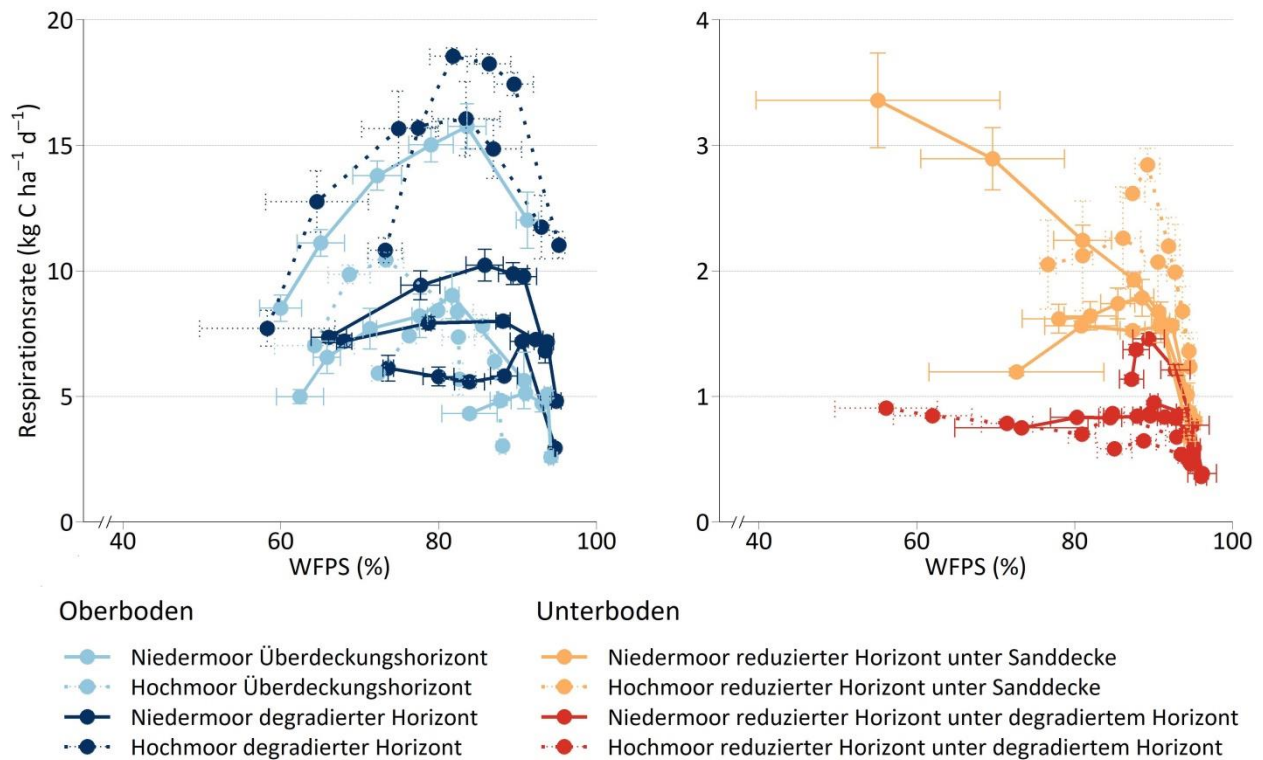 Respirationsrate (kg C ha⁻¹ d⁻¹)
20
15
10
5
0
40 60 80 100
WFPS (%)
4
3
2
1
0
40 60 80 100
WFPS (%)
Oberboden
Niedermoor Überdeckungshorizont
Hochmoor Überdeckungshorizont
Niedermoor degradierter Horizont
Hochmoor degradierter Horizont
Unterboden
Niedermoor reduzierter Horizont unter Sanddecke
Hochmoor reduzierter Horizont unter Sanddecke
Niedermoor reduzierter Horizont unter degradiertem Horizont
Hochmoor reduzierter Horizont unter degradiertem Horizont